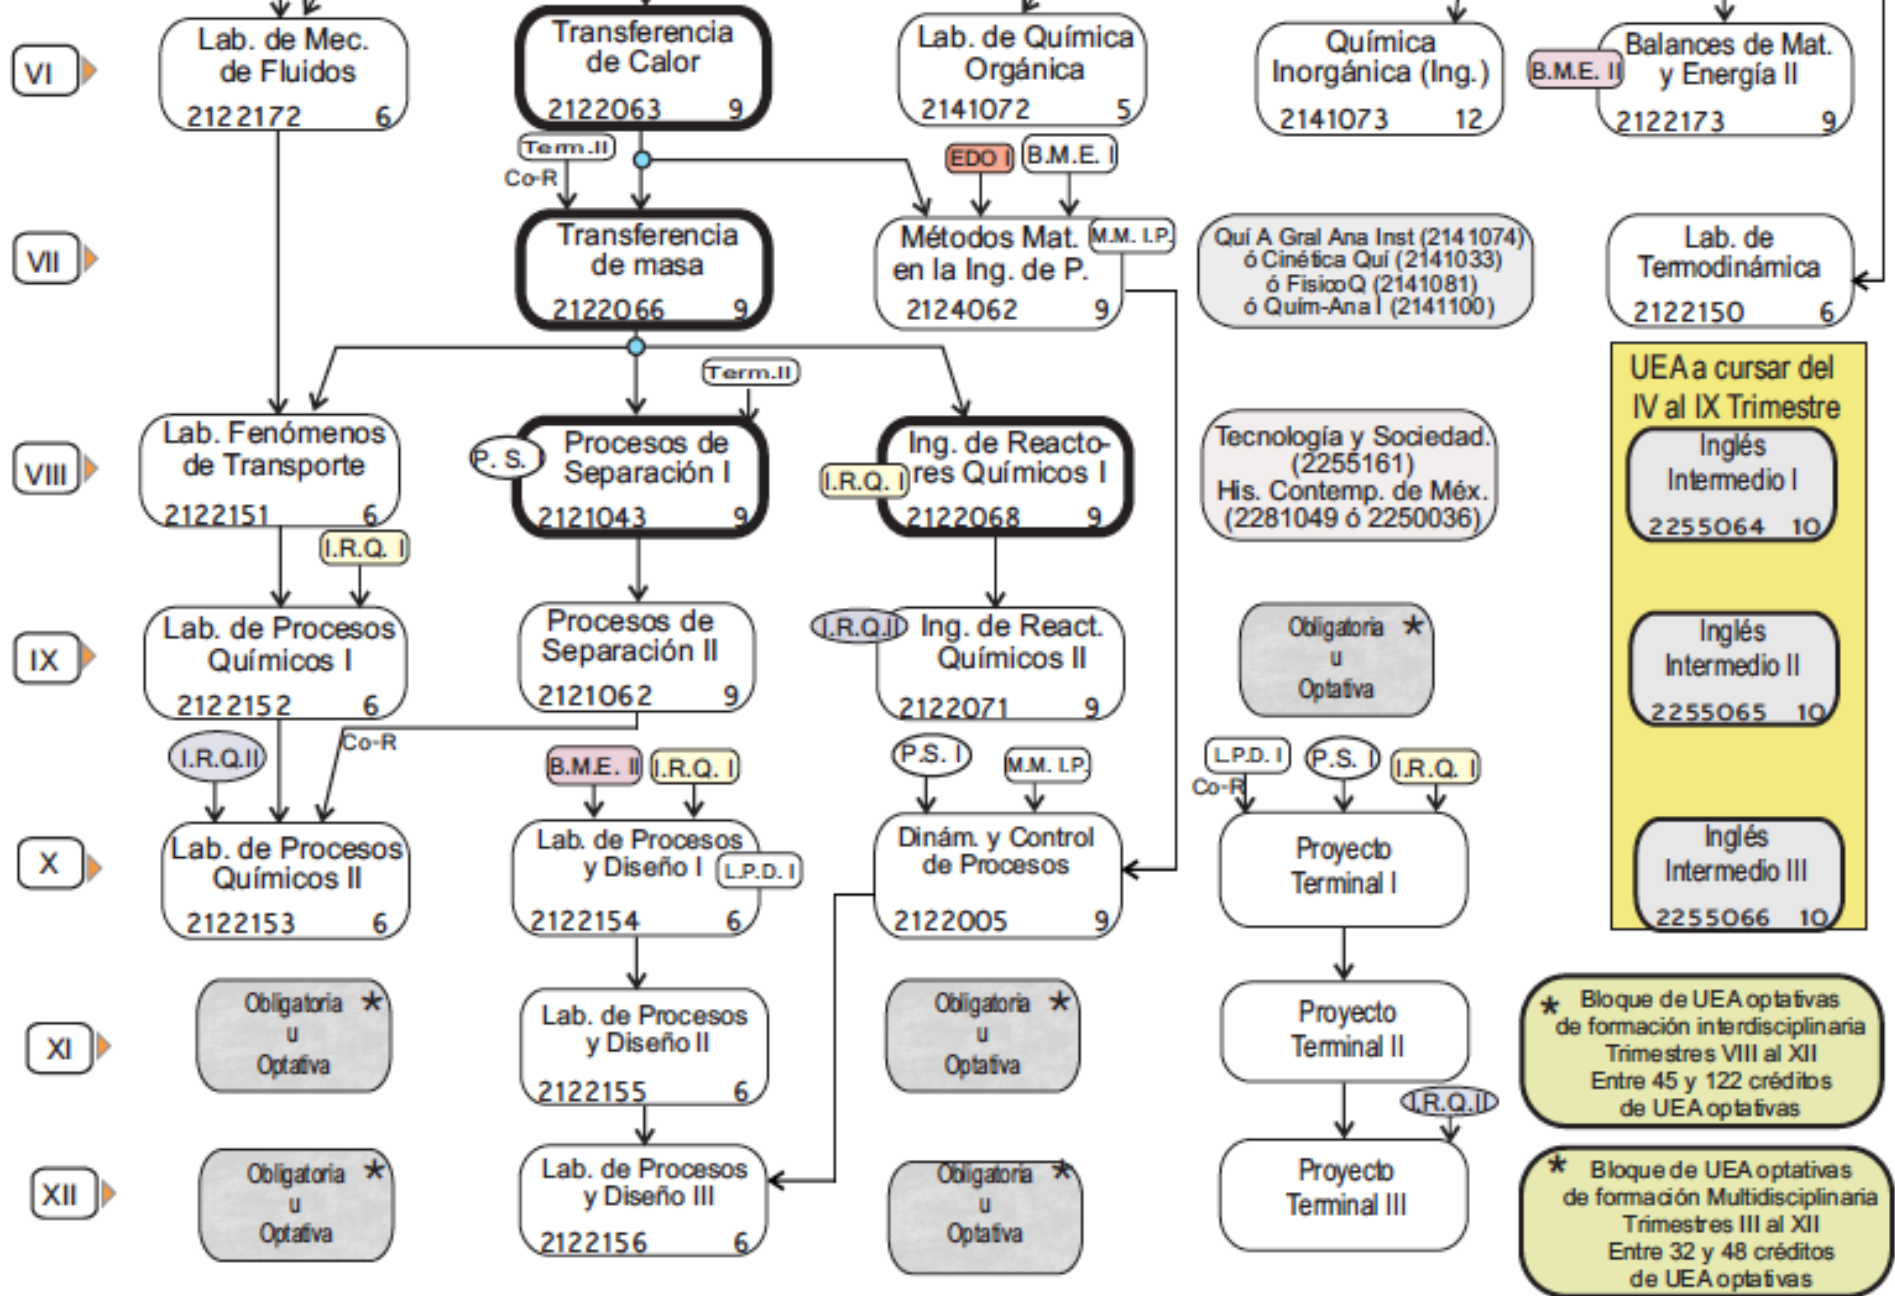 VI
Lab. de Mec.
de Fluidos
2122172 6
Transferencia
de Calor
2122063 9
Lab. de Química
Orgánica
2141072 5
Química
Inorgánica (Ing.)
2141073 12
B.M.E. II
Balances de Mat.
y Energía II
2122173 9
Term.II
Co-R
EDO I
B.M.E. I
VII
Transferencia
de masa
2122066 9
Métodos Mat.
en la Ing. de P.
2124062 9
M.M. I.P.
Quí A Gral Ana Inst (2141074)
ó Cinética Quí (2141033)
ó FisicoQ (2141081)
ó Quím-Ana I (2141100)
Lab. de
Termodinámica
2122150 6
Term.II
UEA a cursar del
IV al IX Trimestre
VIII
Lab. Fenómenos
de Transporte
2122151 6
P. S. I
Procesos de
Separación I
2121043 9
I.R.Q. I
Ing. de Reacto-
res Químicos I
2122068 9
Tecnología y Sociedad.
(2255161)
His. Contemp. de Méx.
(2281049 ó 2250036)
Inglés
Intermedio I
2255064 10
I.R.Q. I
IX
Lab. de Procesos
Químicos I
2122152 6
Procesos de
Separación II
2121062 9
I.R.Q.II
Ing. de React.
Químicos II
2122071 9
Obligatoria *
u
Optativa
Inglés
Intermedio II
2255065 10
I.R.Q.II
Co-R
B.M.E. II
I.R.Q. I
P.S. I
M.M. I.P.
L.P.D. I
Co-R
P.S. I
I.R.Q. I
X
Lab. de Procesos
Químicos II
2122153 6
Lab. de Procesos
y Diseño I
2122154 6
L.P.D. I
Dinám. y Control
de Procesos
2122005 9
Proyecto
Terminal I
Inglés
Intermedio III
2255066 10
XI
Obligatoria *
u
Optativa
Lab. de Procesos
y Diseño II
2122155 6
Obligatoria *
u
Optativa
Proyecto
Terminal II
* Bloque de UEA optativas
de formación interdisciplinaria
Trimestres VIII al XII
Entre 45 y 122 créditos
de UEA optativas
I.R.Q.II
XII
Obligatoria *
u
Optativa
Lab. de Procesos
y Diseño III
2122156 6
Obligatoria *
u
Optativa
Proyecto
Terminal III
* Bloque de UEA optativas
de formación Multidisciplinaria
Trimestres III al XII
Entre 32 y 48 créditos
de UEA optativas